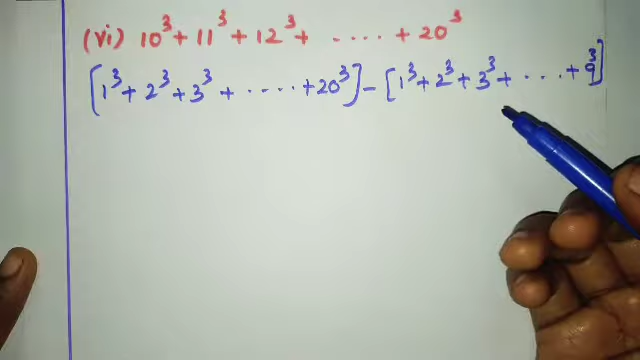 (vi) 10³ + 11³ + 12³ + ..... + 20³
[1³ + 2³ + 3³ + ..... + 20³] - [1³ + 2³ + 3³ + .... + 9³]